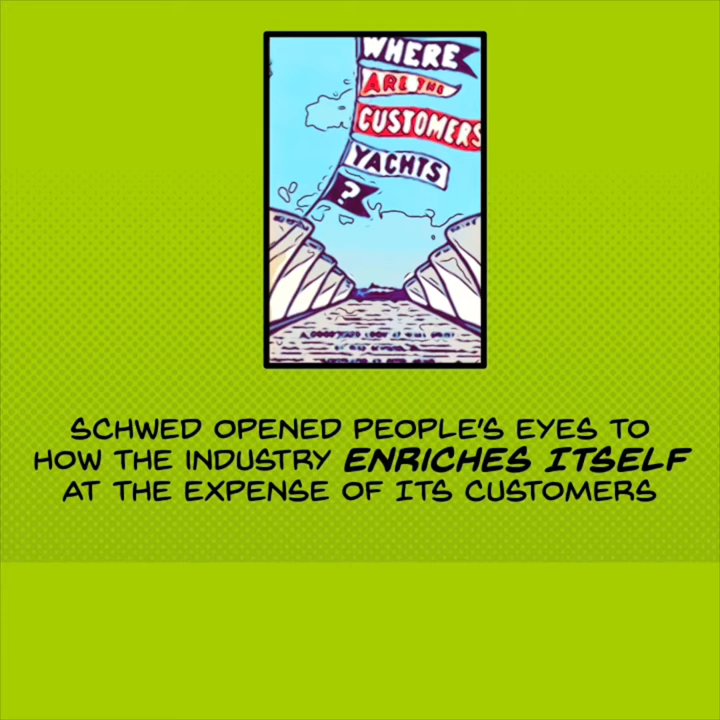 WHERE
ARE THE
CUSTOMERS
YACHTS
?
SCHWED OPENED PEOPLE'S EYES TO
HOW THE INDUSTRY ENRICHES ITSELF
AT THE EXPENSE OF ITS CUSTOMERS